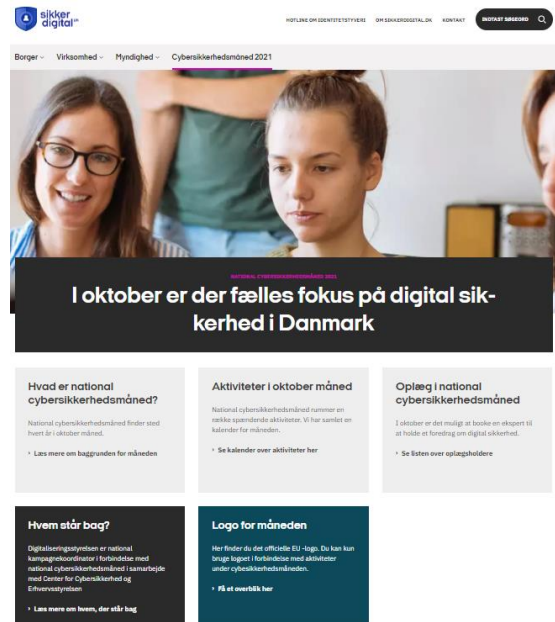 sikker
digital.dk
HOTLINE OM IDENTITETSTYVERI OM SIKKERDIGITAL.DK KONTAKT INDTAST SØGEORD
Borger Virksomhed Myndighed Cybersikkerhedsmåned 2021
NATIONAL CYBERSIKKERHEDSMÅNED 2021
I oktober er der fælles fokus på digital sik-
kerhed i Danmark
Hvad er national
cybersikkerhedsmåned?
National cybersikkerhedsmåned finder sted
hvert år i oktober måned.
Læs mere om baggrunden for måneden
Aktiviteter i oktober måned
National cybersikkerhedsmåned rummer en
række spændende aktiviteter. Vi har samlet en
kalender for måneden.
Se kalender over aktiviteter her
Oplæg i national
cybersikkerhedsmåned
I oktober er det muligt at booke en ekspert til
at holde et foredrag om digital sikkerhed.
Se listen over oplægsholdere
Hvem står bag?
Digitaliseringsstyrelsen er national
kampagnekoordinator i forbindelse med
national cybersikkerhedsmåned i samarbejde
med Center for Cybersikkerhed og
Erhvervsstyrelsen
Læs mere om hvem, der står bag
Logo for måneden
Her finder du det officielle EU -logo. Du kan kun
bruge logoet i forbindelse med aktiviteter
under cybesikkerhedsmåneden.
Få et overblik her